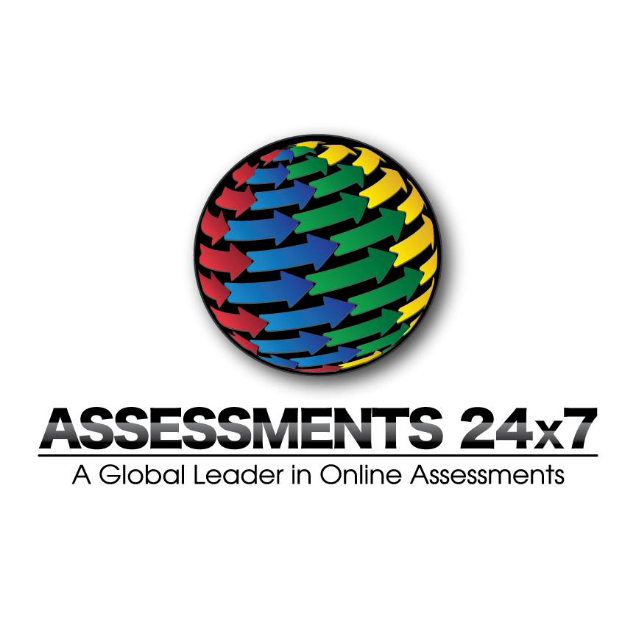 ASSESSMENTS 24x7
A Global Leader in Online Assessments